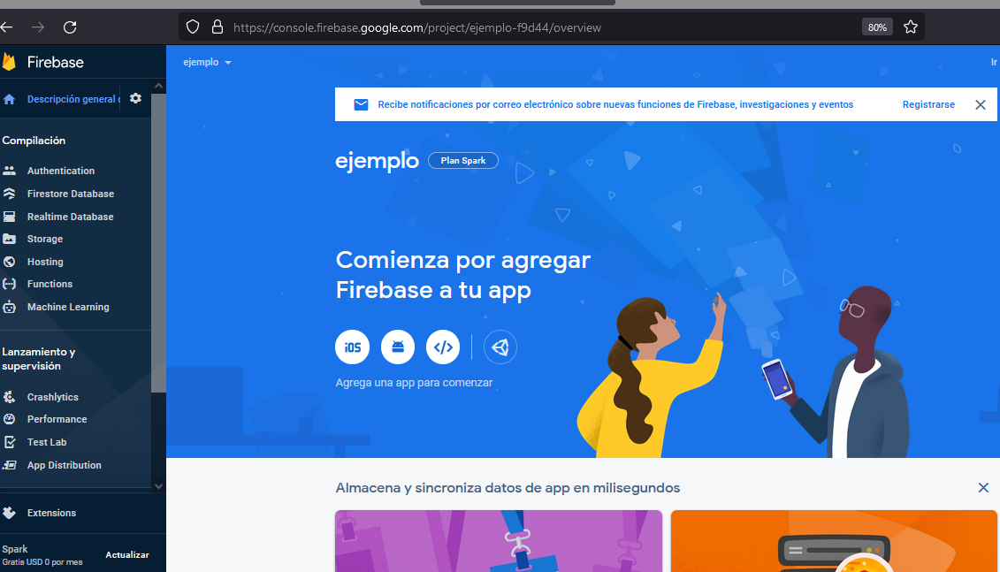 https://console.firebase.google.com/project/ejemplo-f9d44/overview
80%
Firebase
ejemplo
Ir
Descripción general
Recibe notificaciones por correo electrónico sobre nuevas funciones de Firebase, investigaciones y eventos
Registrarse
Compilación
Authentication
Firestore Database
Realtime Database
Storage
Hosting
Functions
Machine Learning
Lanzamiento y
supervisión
Crashlytics
Performance
Test Lab
App Distribution
Extensions
Spark
Gratis USD 0 por mes
Actualizar
ejemplo
Plan Spark
Comienza por agregar
Firebase a tu app
iOS
Agrega una app para comenzar
Almacena y sincroniza datos de app en milisegundos